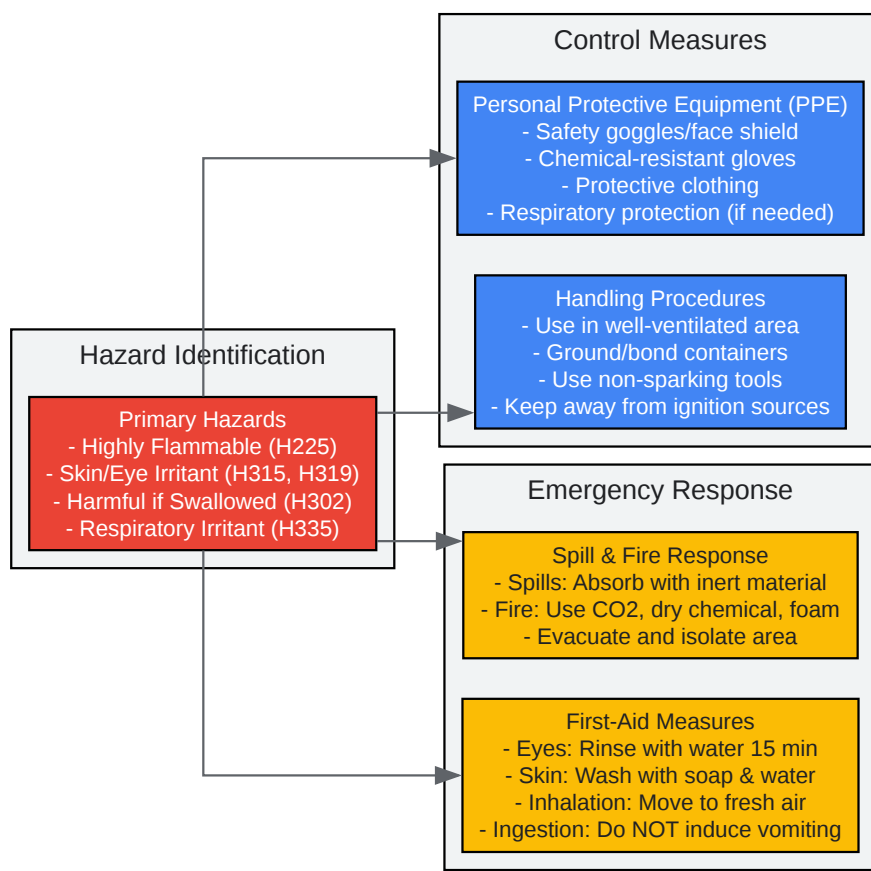 Control Measures
Personal Protective Equipment (PPE)
- Safety goggles/face shield
- Chemical-resistant gloves
- Protective clothing
- Respiratory protection (if needed)
Handling Procedures
- Use in well-ventilated area
- Ground/bond containers
- Use non-sparking tools
- Keep away from ignition sources
Hazard Identification
Primary Hazards
- Highly Flammable (H225)
- Skin/Eye Irritant (H315, H319)
- Harmful if Swallowed (H302)
- Respiratory Irritant (H335)
Emergency Response
Spill & Fire Response
- Spills: Absorb with inert material
- Fire: Use CO2, dry chemical, foam
- Evacuate and isolate area
First-Aid Measures
- Eyes: Rinse with water 15 min
- Skin: Wash with soap & water
- Inhalation: Move to fresh air
- Ingestion: Do NOT induce vomiting